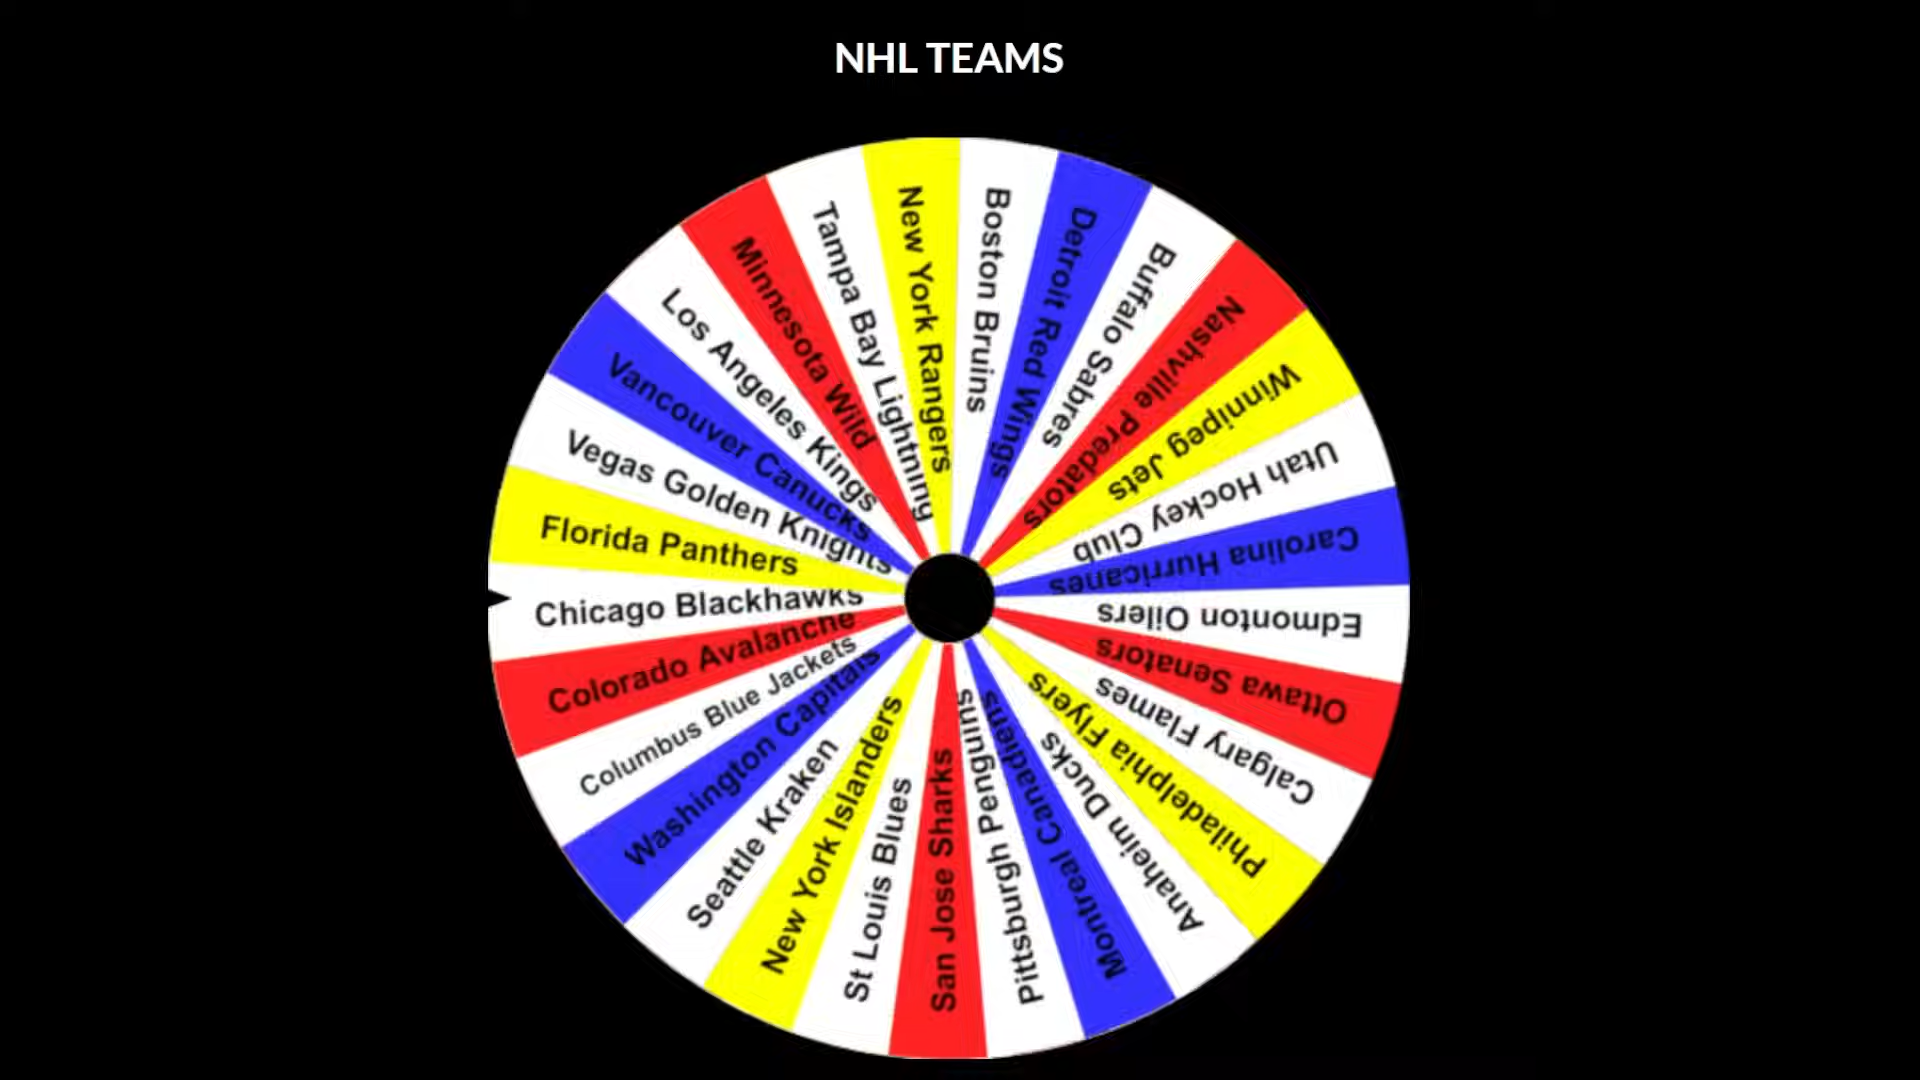 NHL TEAMS
New York Rangers
Boston Bruins
Detroit Red Wings
Buffalo Sabres
Nashville Predators
Winnipeg Jets
Utah Hockey Club
Carolina Hurricanes
Edmonton Oilers
Ottawa Senators
Calgary Flames
Philadelphia Flyers
Anaheim Ducks
Montreal Canadiens
Pittsburgh Penguins
San Jose Sharks
St Louis Blues
New York Islanders
Seattle Kraken
Washington Capitals
Columbus Blue Jackets
Colorado Avalanche
Chicago Blackhawks
Florida Panthers
Vegas Golden Knights
Vancouver Canucks
Los Angeles Kings
Minnesota Wild
Tampa Bay Lightning